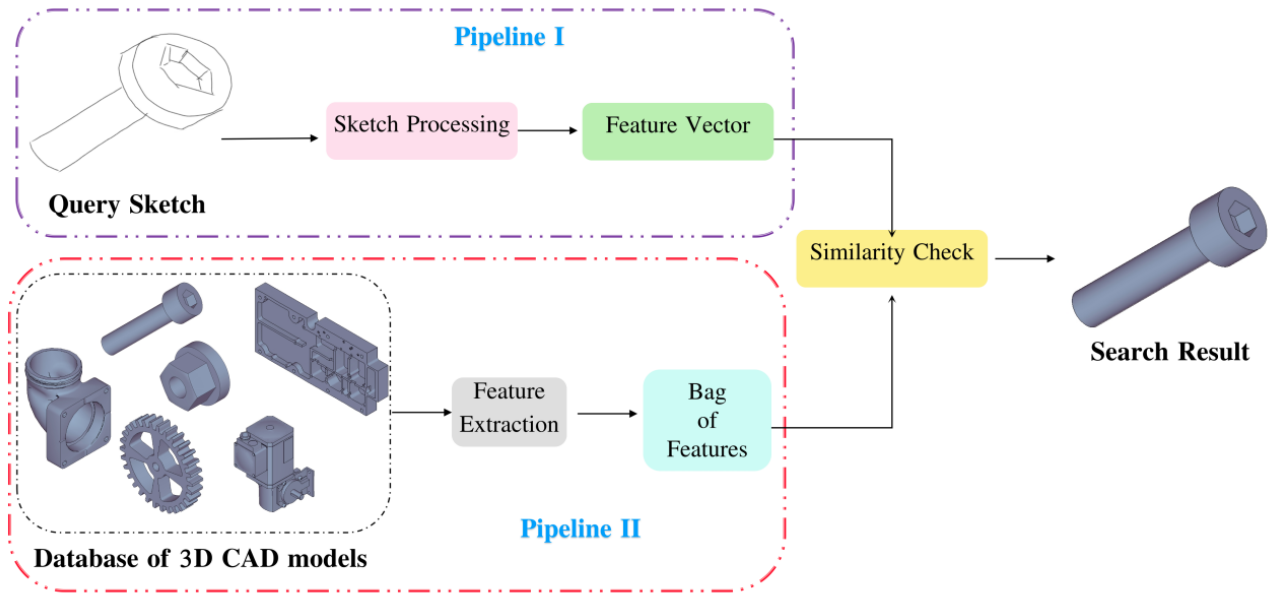 Pipeline I
Sketch Processing
Feature Vector
Query Sketch
Similarity Check
Search Result
Feature
Extraction
Bag
of
Features
Pipeline II
Database of 3D CAD models